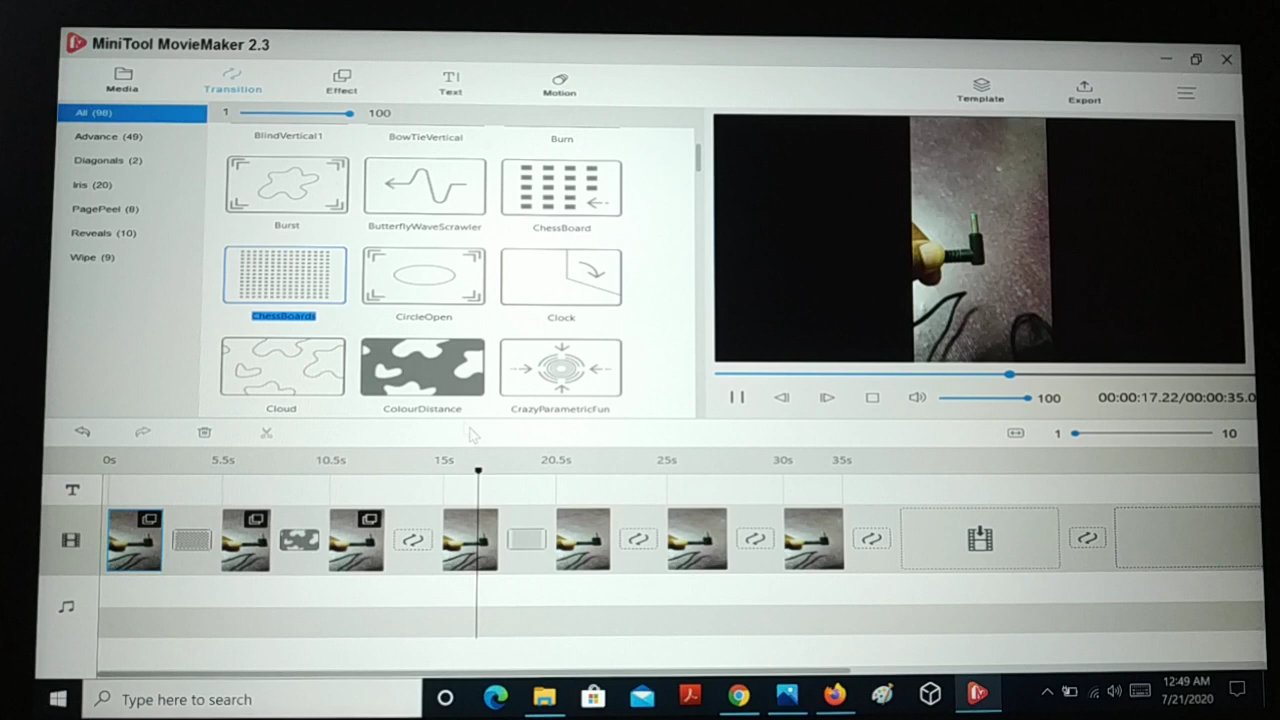 MiniTool MovieMaker 2.3
Media Transition Effect Text Motion Template Export
All (98)
1 100
Advance (49)
Diagonals (2)
Iris (20)
PagePeel (8)
Reveals (10)
Wipe (9)
BlindVertical1 BowTieVertical Burn
Burst ButterflyWaveScrawler ChessBoard
ChessBoards CircleOpen Clock
Cloud ColourDistance CrazyParametricFun
100 00:00:17.22/00:00:35.0
1 10
0s 5.5s 10.5s 15s 20.5s 25s 30s 35s
Type here to search
12:49 AM
7/21/2020